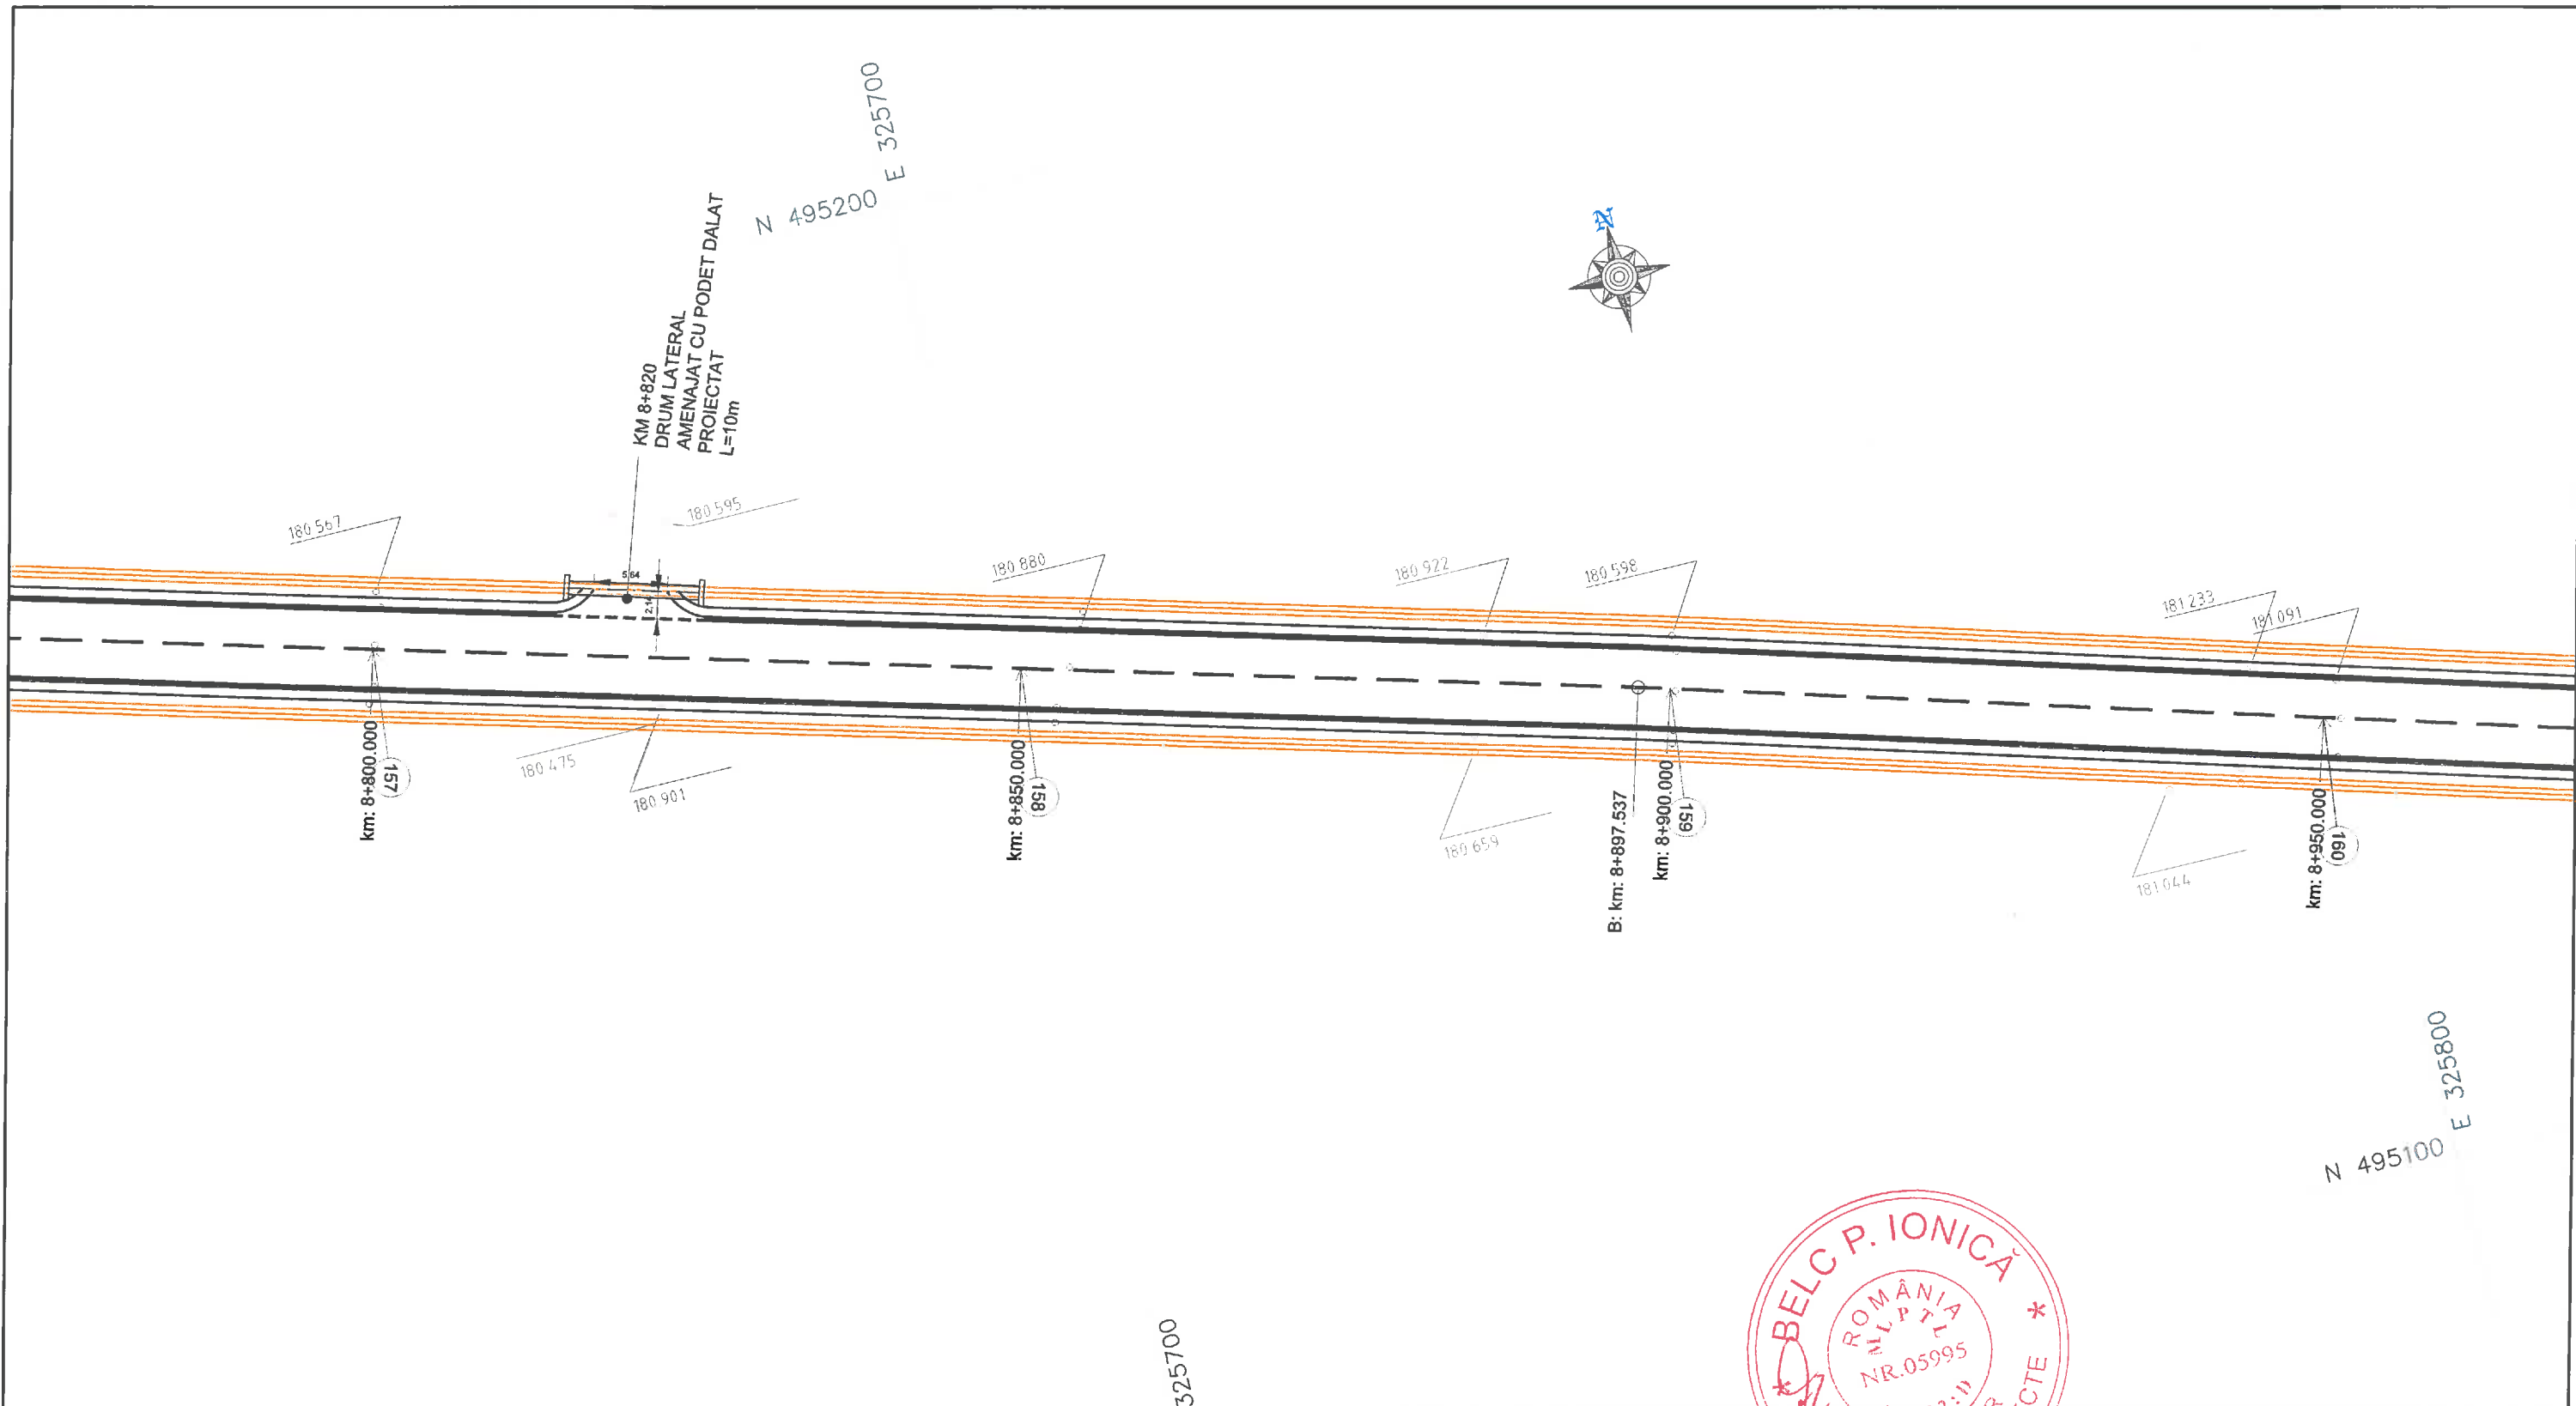 E 325700
N 495200
KM 8+820
DRUM LATERAL
AMENAJAT CU PODET DALAT
PROIECTAT
L=10m
N
180 567
180 595
180 880
180 922
180 598
181 233
181 091
5,64
km: 8+800.000
157
180 475
180 901
km: 8+850.000
158
180 659
B: km: 8+897.537
km: 8+900.000
159
181 044
km: 8+950.000
160
E 325800
N 495100
325700
* BELC P. IONICĂ *
ROMÂNIA
MLPTL
NR.05995